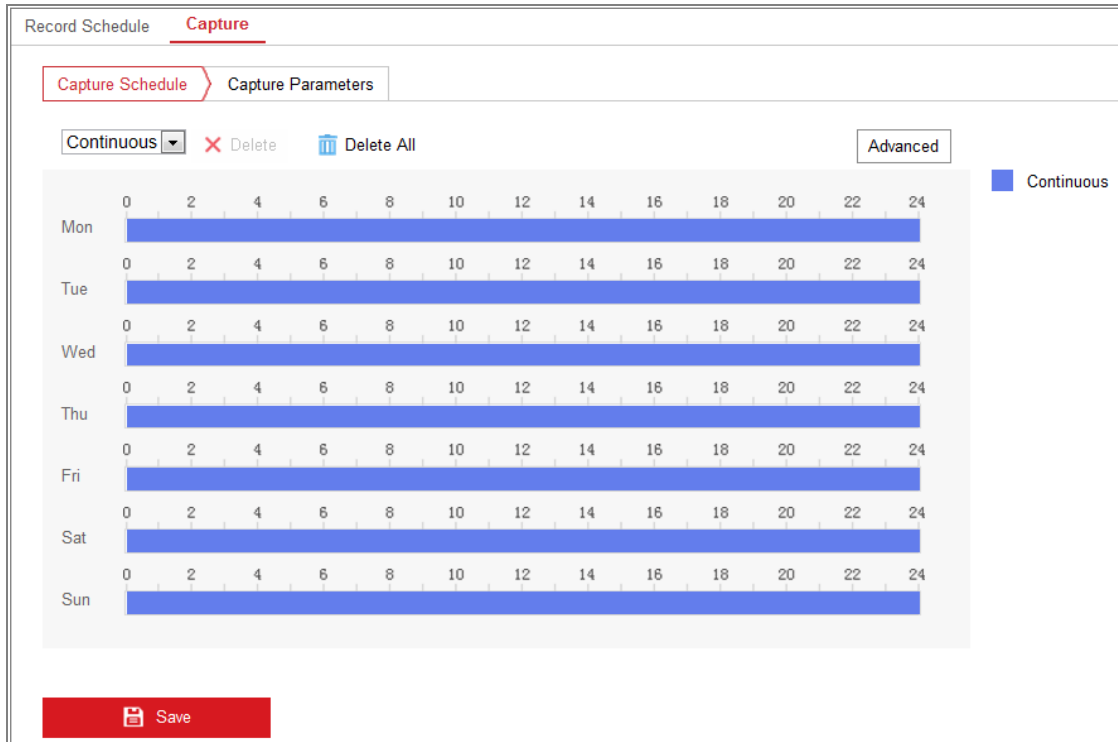 Record Schedule Capture
Capture Schedule Capture Parameters
Continuous Delete Delete All Advanced
Continuous
0 2 4 6 8 10 12 14 16 18 20 22 24
Mon
0 2 4 6 8 10 12 14 16 18 20 22 24
Tue
0 2 4 6 8 10 12 14 16 18 20 22 24
Wed
0 2 4 6 8 10 12 14 16 18 20 22 24
Thu
0 2 4 6 8 10 12 14 16 18 20 22 24
Fri
0 2 4 6 8 10 12 14 16 18 20 22 24
Sat
0 2 4 6 8 10 12 14 16 18 20 22 24
Sun
Save